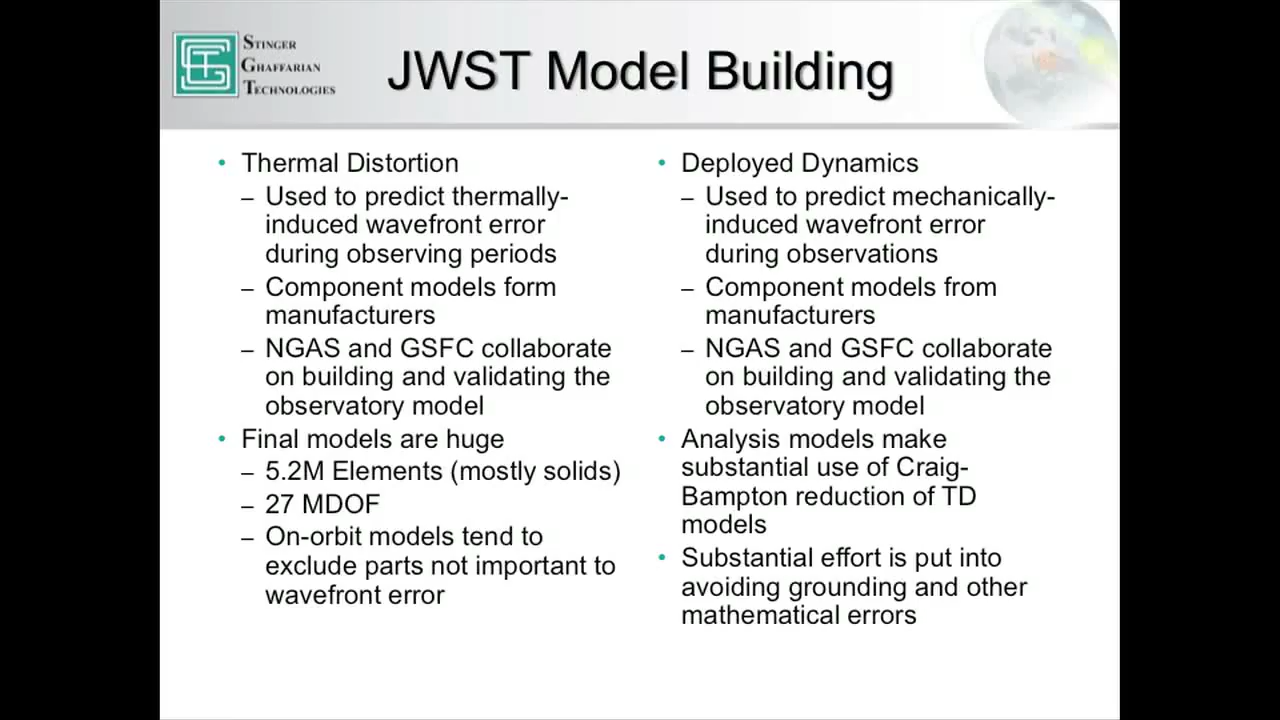 STINGER
GHAFFARIAN
TECHNOLOGIES
JWST Model Building
• Thermal Distortion
– Used to predict thermally-
induced wavefront error
during observing periods
– Component models form
manufacturers
– NGAS and GSFC collaborate
on building and validating the
observatory model
• Final models are huge
– 5.2M Elements (mostly solids)
– 27 MDOF
– On-orbit models tend to
exclude parts not important to
wavefront error
• Deployed Dynamics
– Used to predict mechanically-
induced wavefront error
during observations
– Component models from
manufacturers
– NGAS and GSFC collaborate
on building and validating the
observatory model
• Analysis models make
substantial use of Craig-
Bampton reduction of TD
models
• Substantial effort is put into
avoiding grounding and other
mathematical errors